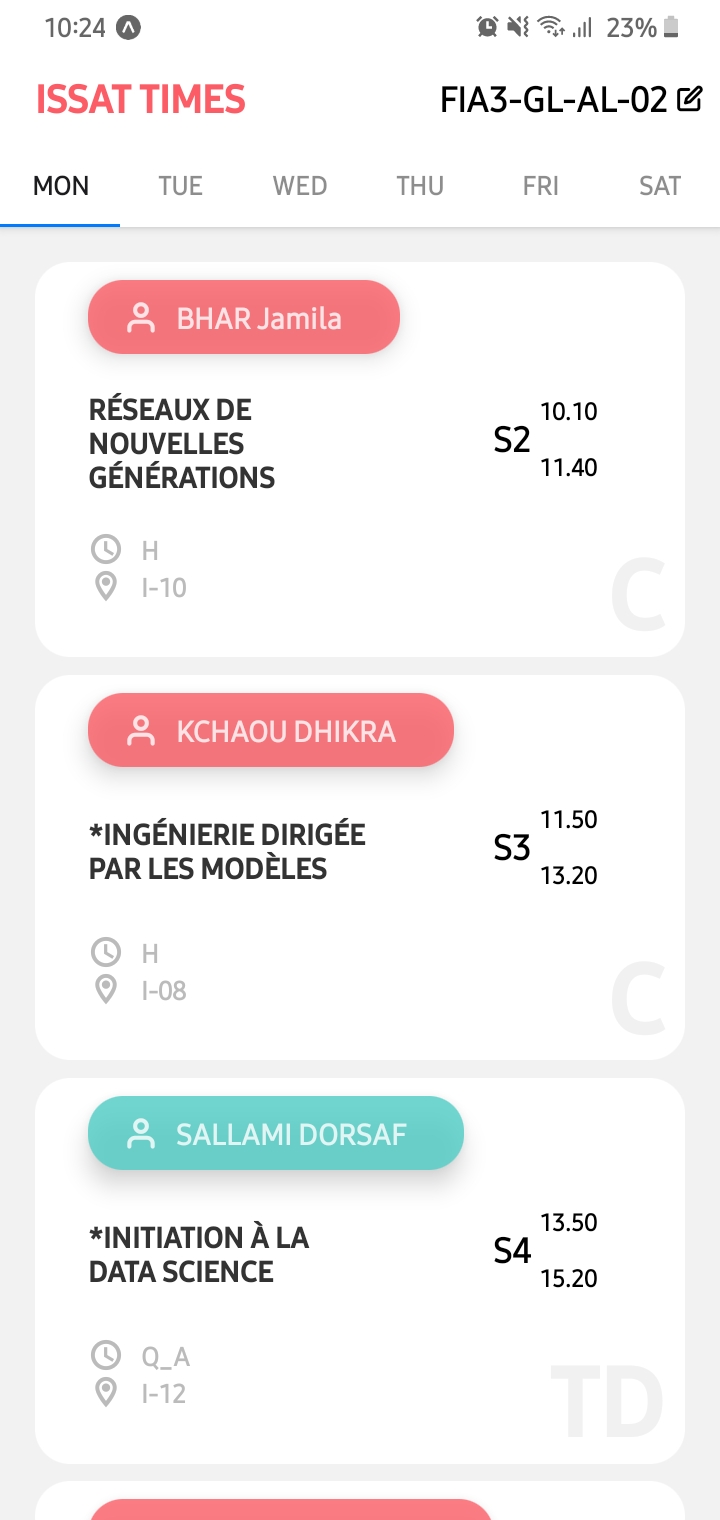 10:24
23%
ISSAT TIMES
FIA3-GL-AL-02
MON TUE WED THU FRI SAT
BHAR Jamila
RÉSEAUX DE
NOUVELLES
GÉNÉRATIONS
S2
10.10
11.40
H
I-10
C
KCHAOU DHIKRA
*INGÉNIERIE DIRIGÉE
PAR LES MODÈLES
S3
11.50
13.20
H
I-08
C
SALLAMI DORSAF
*INITIATION À LA
DATA SCIENCE
S4
13.50
15.20
Q_A
I-12
TD